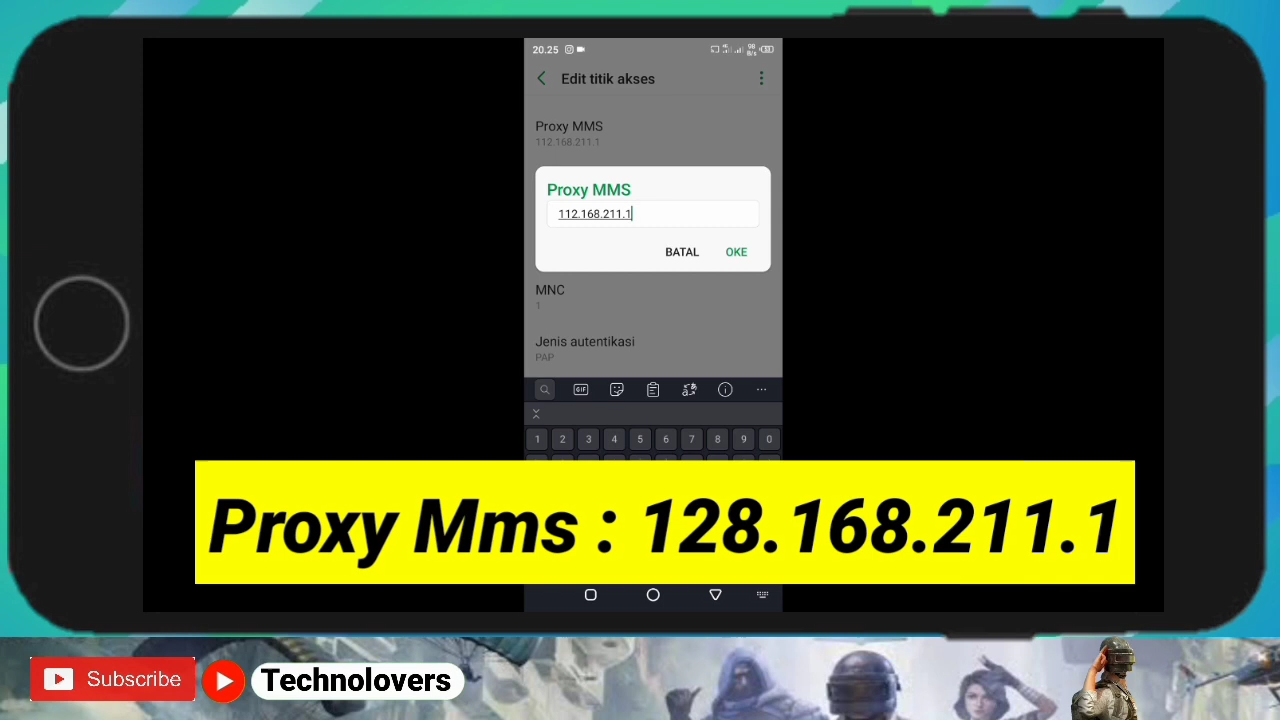 20.25
Edit titik akses
Proxy MMS
112.168.211.1
Proxy MMS
112.168.211.1
BATAL OKE
MNC
1
Jenis autentikasi
PAP
GIF
1 2 3 4 5 6 7 8 9 0
Proxy Mms : 128.168.211.1
Subscribe
Technolovers